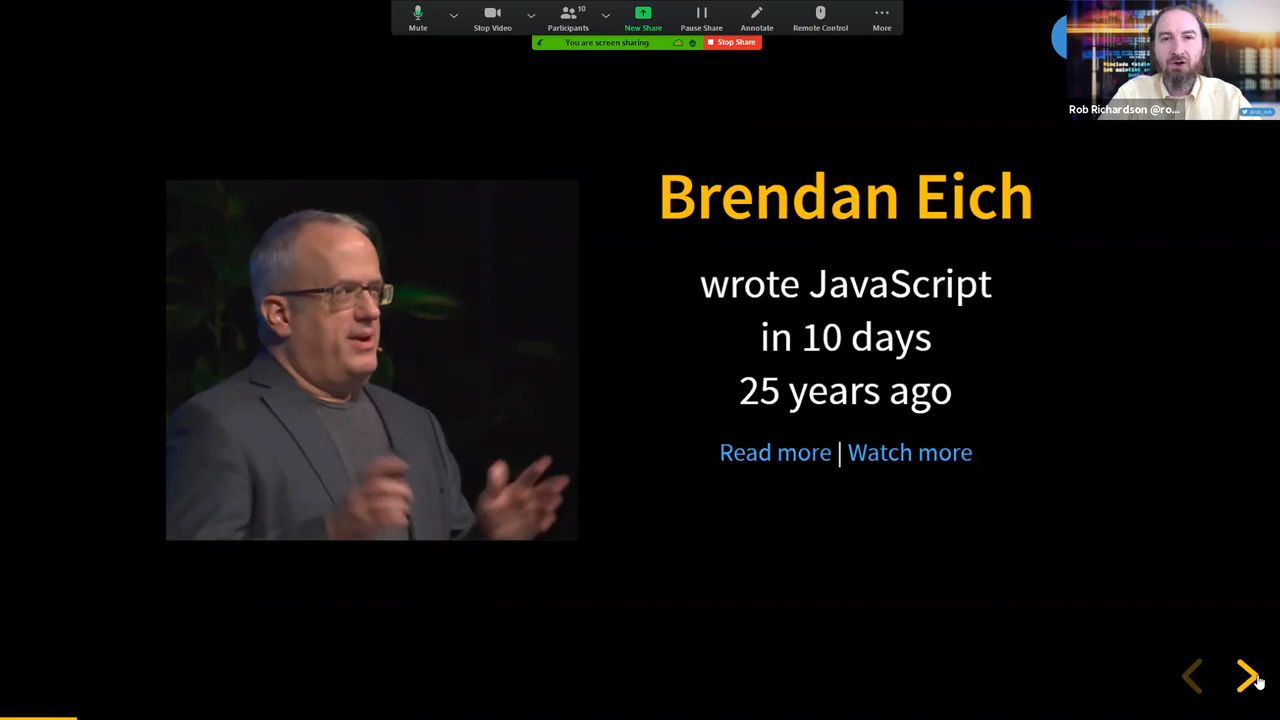 Mute
Stop Video
10
Participants
New Share
Pause Share
Annotate
Remote Control
More
You are screen sharing
Stop Share
Rob Richardson @ro...
Brendan Eich
wrote JavaScript
in 10 days
25 years ago
Read more | Watch more